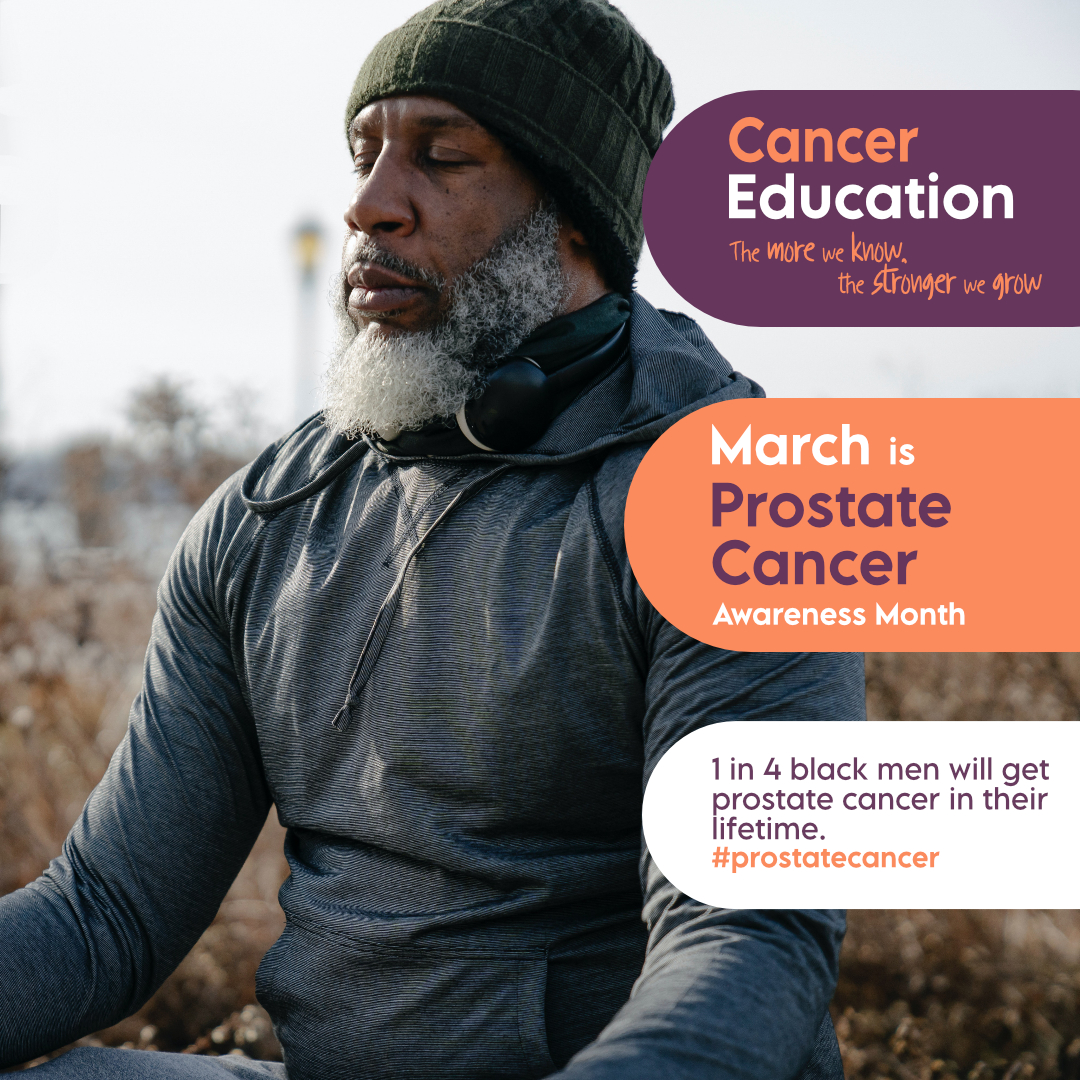 Cancer
Education
The more we know,
the stronger we grow
March is
Prostate
Cancer
Awareness Month
1 in 4 black men will get
prostate cancer in their
lifetime.
#prostatecancer